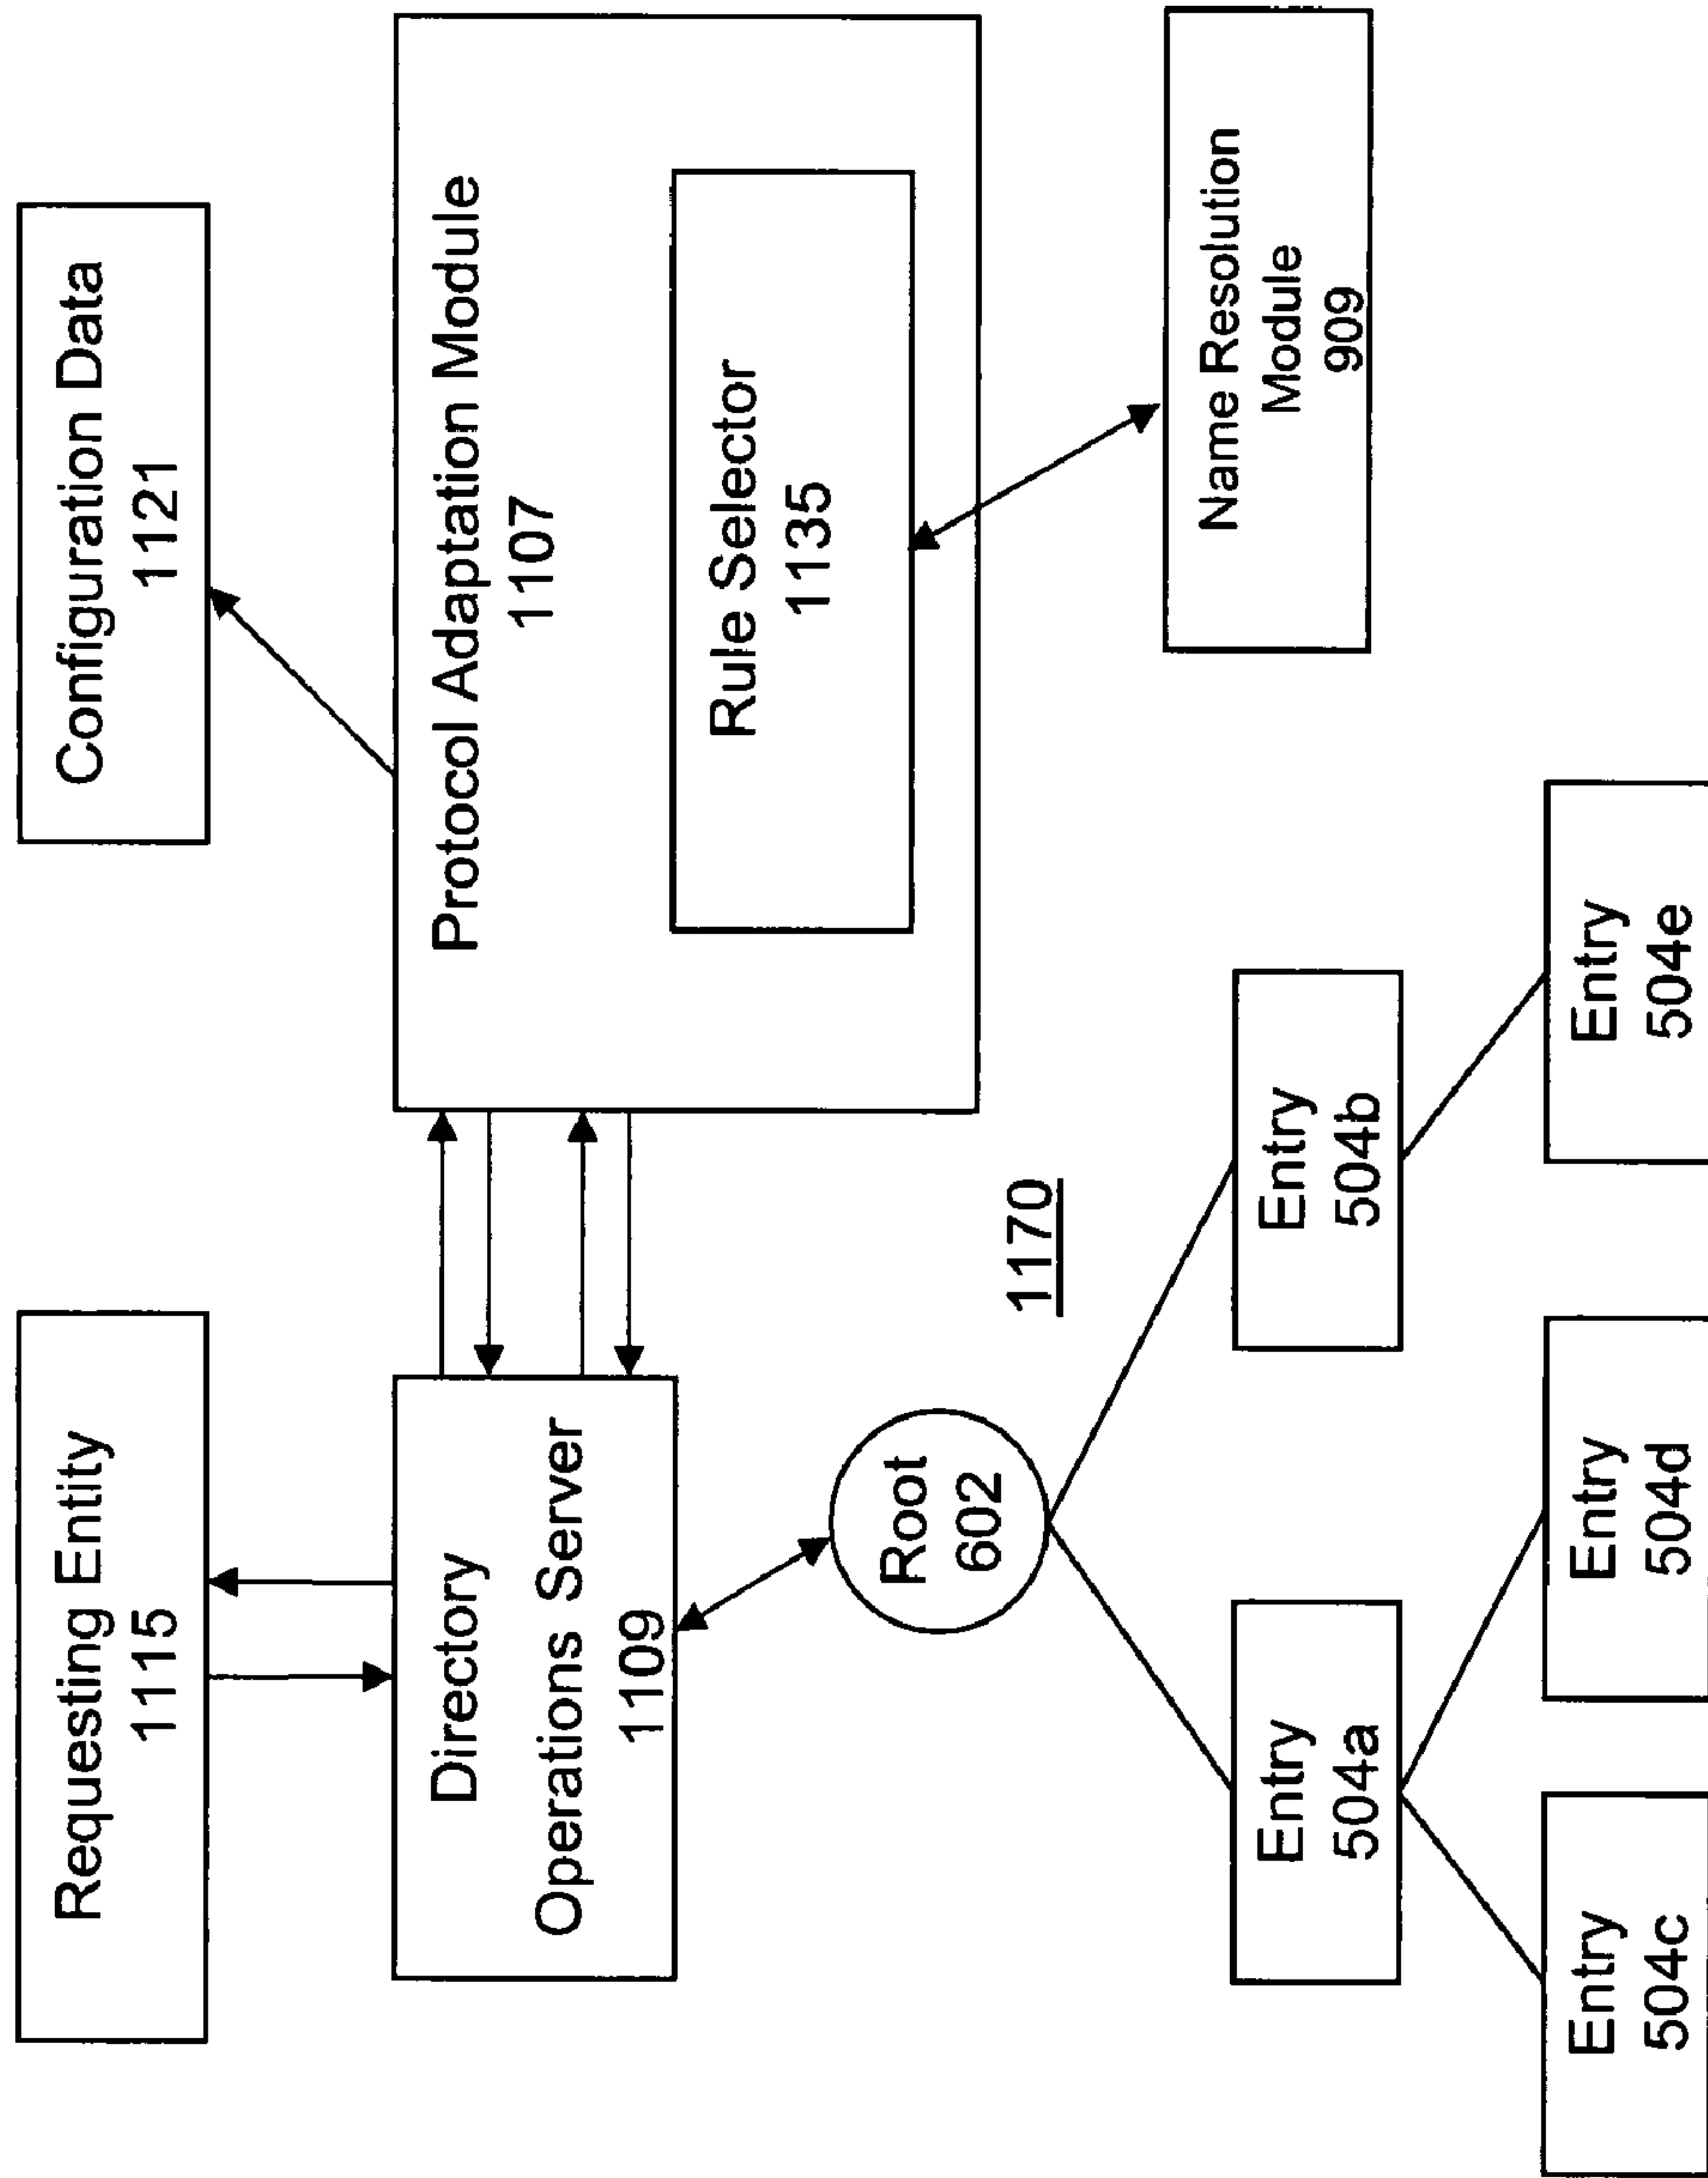 Requesting Entity
1115
Configuration Data
1121
Directory
Operations Server
1109
Protocol Adaptation Module
1107
Rule Selector
1135
Root
602
1170
Name Resolution
Module
909
Entry
504a
Entry
504b
Entry
504c
Entry
504d
Entry
504e